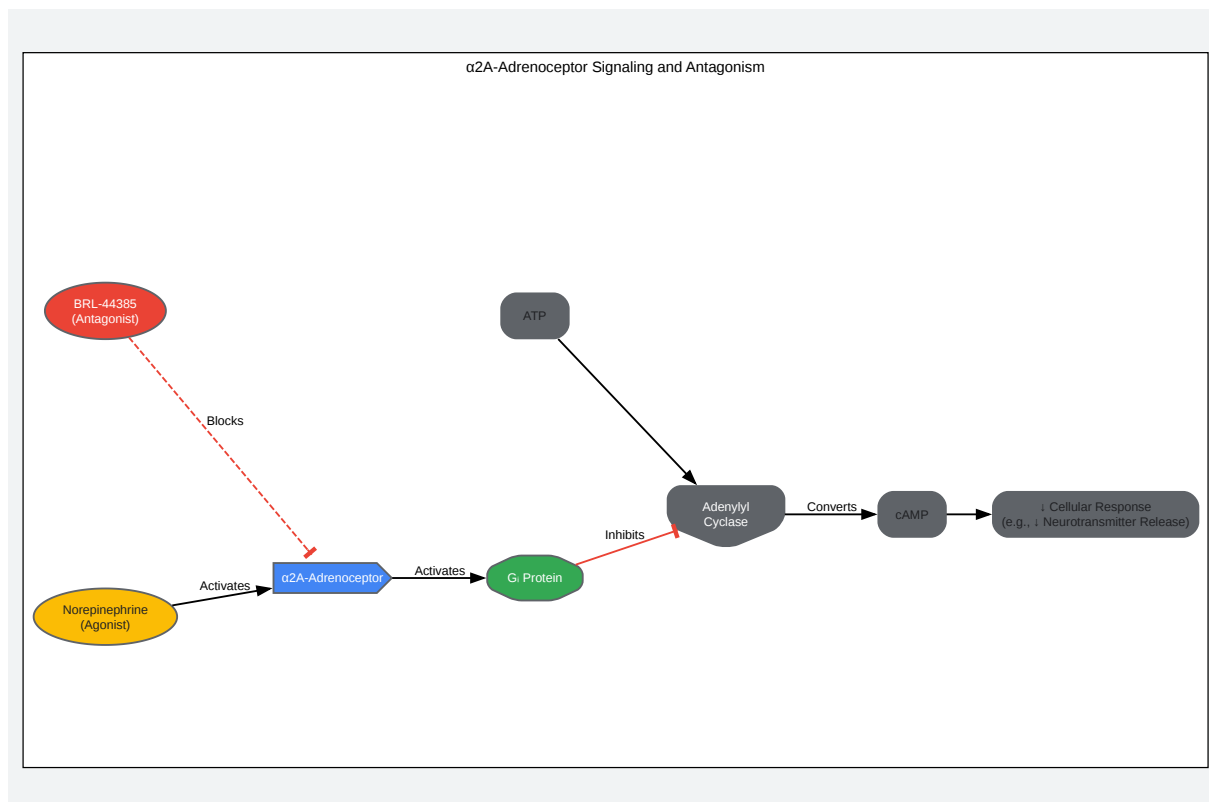 α2A-Adrenoceptor Signaling and Antagonism
BRL-44385
(Antagonist)
ATP
Blocks
Adenylyl
Cyclase
Converts
cAMP
↓ Cellular Response
(e.g., ↓ Neurotransmitter Release)
Inhibits
Activates
α2A-Adrenoceptor
Activates
Gᵢ Protein
Norepinephrine
(Agonist)